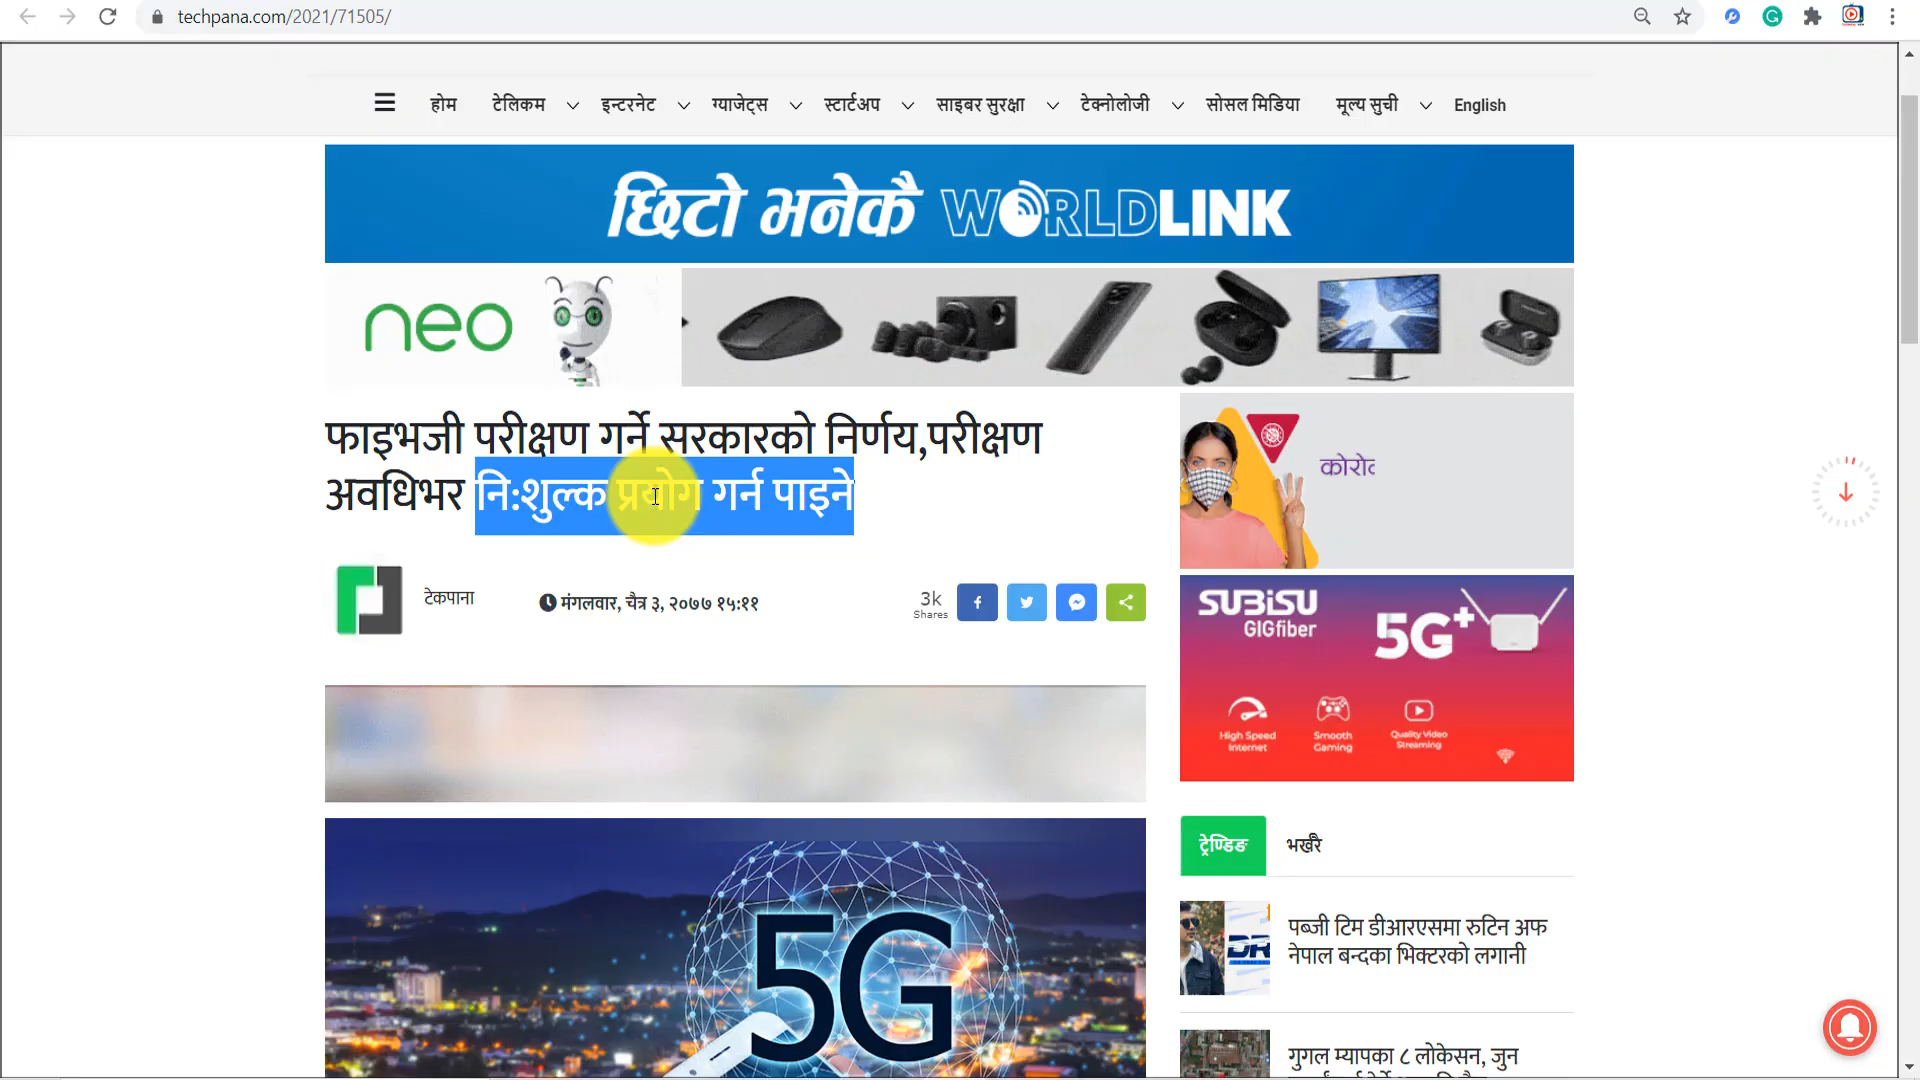 techpana.com/2021/71505/
होम टेलिकम इन्टरनेट ग्याजेट्स स्टार्टअप साइबर सुरक्षा टेक्नोलोजी सोसल मिडिया मूल्य सुची English
छिटो भनेकै WORLDLINK
neo
फाइभजी परीक्षण गर्ने सरकारको निर्णय,परीक्षण
अवधिभर नि:शुल्क प्रयोग गर्न पाइने
टेकपाना
मंगलवार, चैत्र ३, २०७७ १५:११
3k
Shares
SUBISU
GIGfiber
5G+
High Speed
Internet
Smooth
Gaming
Quality Video
Streaming
ट्रेण्डिङ भर्खरै
पब्जी टिम डीआरएसमा रुटिन अफ
नेपाल बन्दका भिक्टरको लगानी
गुगल म्यापका ८ लोकेसन, जुन
5G